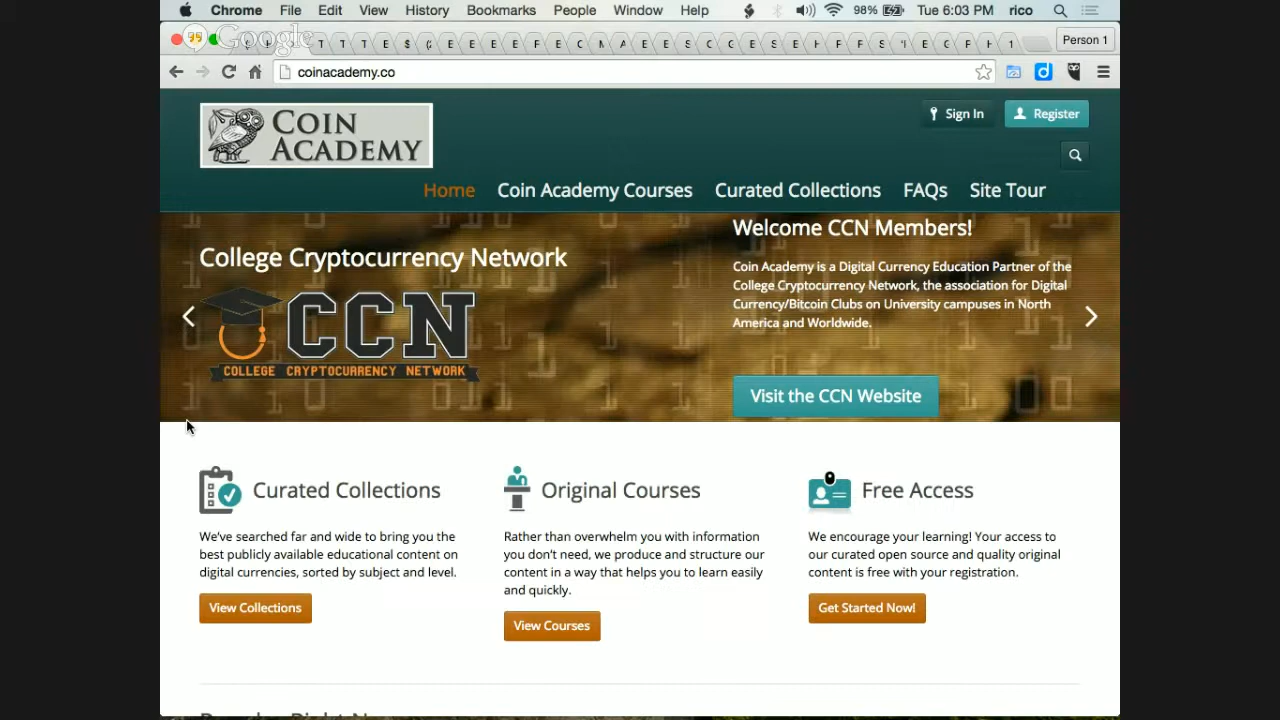 Chrome File Edit View History Bookmarks People Window Help 98% Tue 6:03 PM rico
Google
T T T E $ E E E E F E C M A E E S C C E S E H F F S E C F H 1 Person 1
coinacademy.co
COIN
ACADEMY
Sign In Register
Home Coin Academy Courses Curated Collections FAQs Site Tour
College Cryptocurrency Network
CCN
COLLEGE CRYPTOCURRENCY NETWORK
Welcome CCN Members!
Coin Academy is a Digital Currency Education Partner of the
College Cryptocurrency Network, the association for Digital
Currency/Bitcoin Clubs on University campuses in North
America and Worldwide.
Visit the CCN Website
Curated Collections
We've searched far and wide to bring you the
best publicly available educational content on
digital currencies, sorted by subject and level.
View Collections
Original Courses
Rather than overwhelm you with information
you don't need, we produce and structure our
content in a way that helps you to learn easily
and quickly.
View Courses
Free Access
We encourage your learning! Your access to
our curated open source and quality original
content is free with your registration.
Get Started Now!